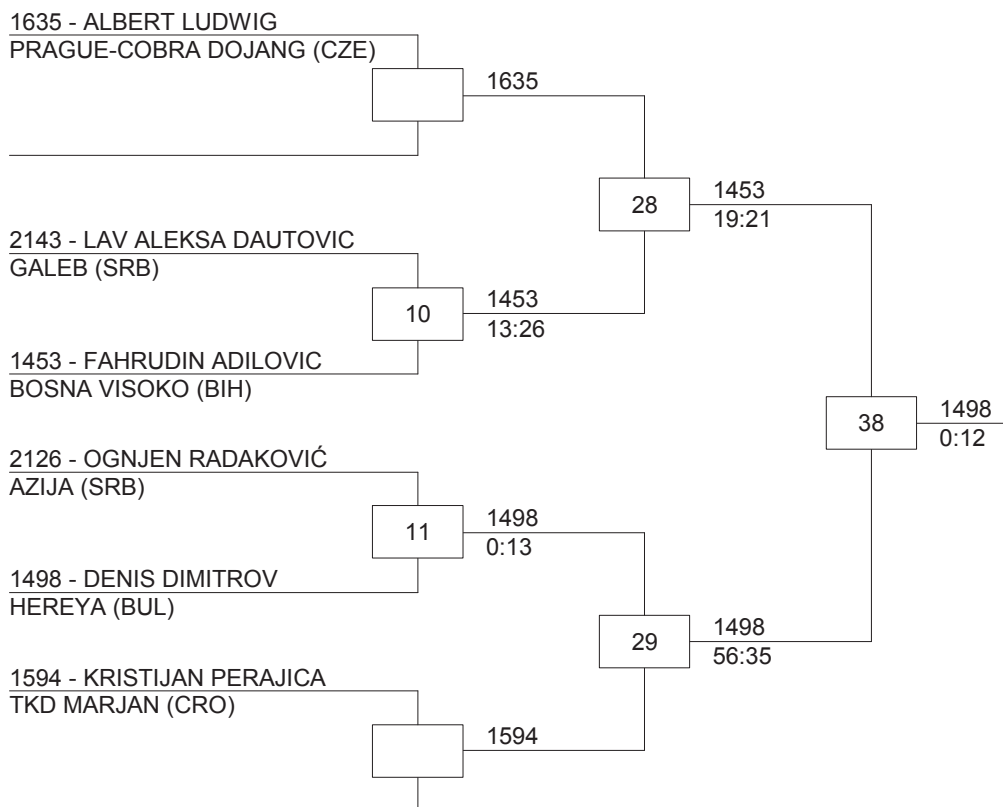 1635 - ALBERT LUDWIG
PRAGUE-COBRA DOJANG (CZE)
1635
28
1453
19:21
2143 - LAV ALEKSA DAUTOVIC
GALEB (SRB)
10
1453
13:26
1453 - FAHRUDIN ADILOVIC
BOSNA VISOKO (BIH)
38
1498
0:12
2126 - OGNJEN RADAKOVIĆ
AZIJA (SRB)
11
1498
0:13
1498 - DENIS DIMITROV
HEREYA (BUL)
29
1498
56:35
1594 - KRISTIJAN PERAJICA
TKD MARJAN (CRO)
1594